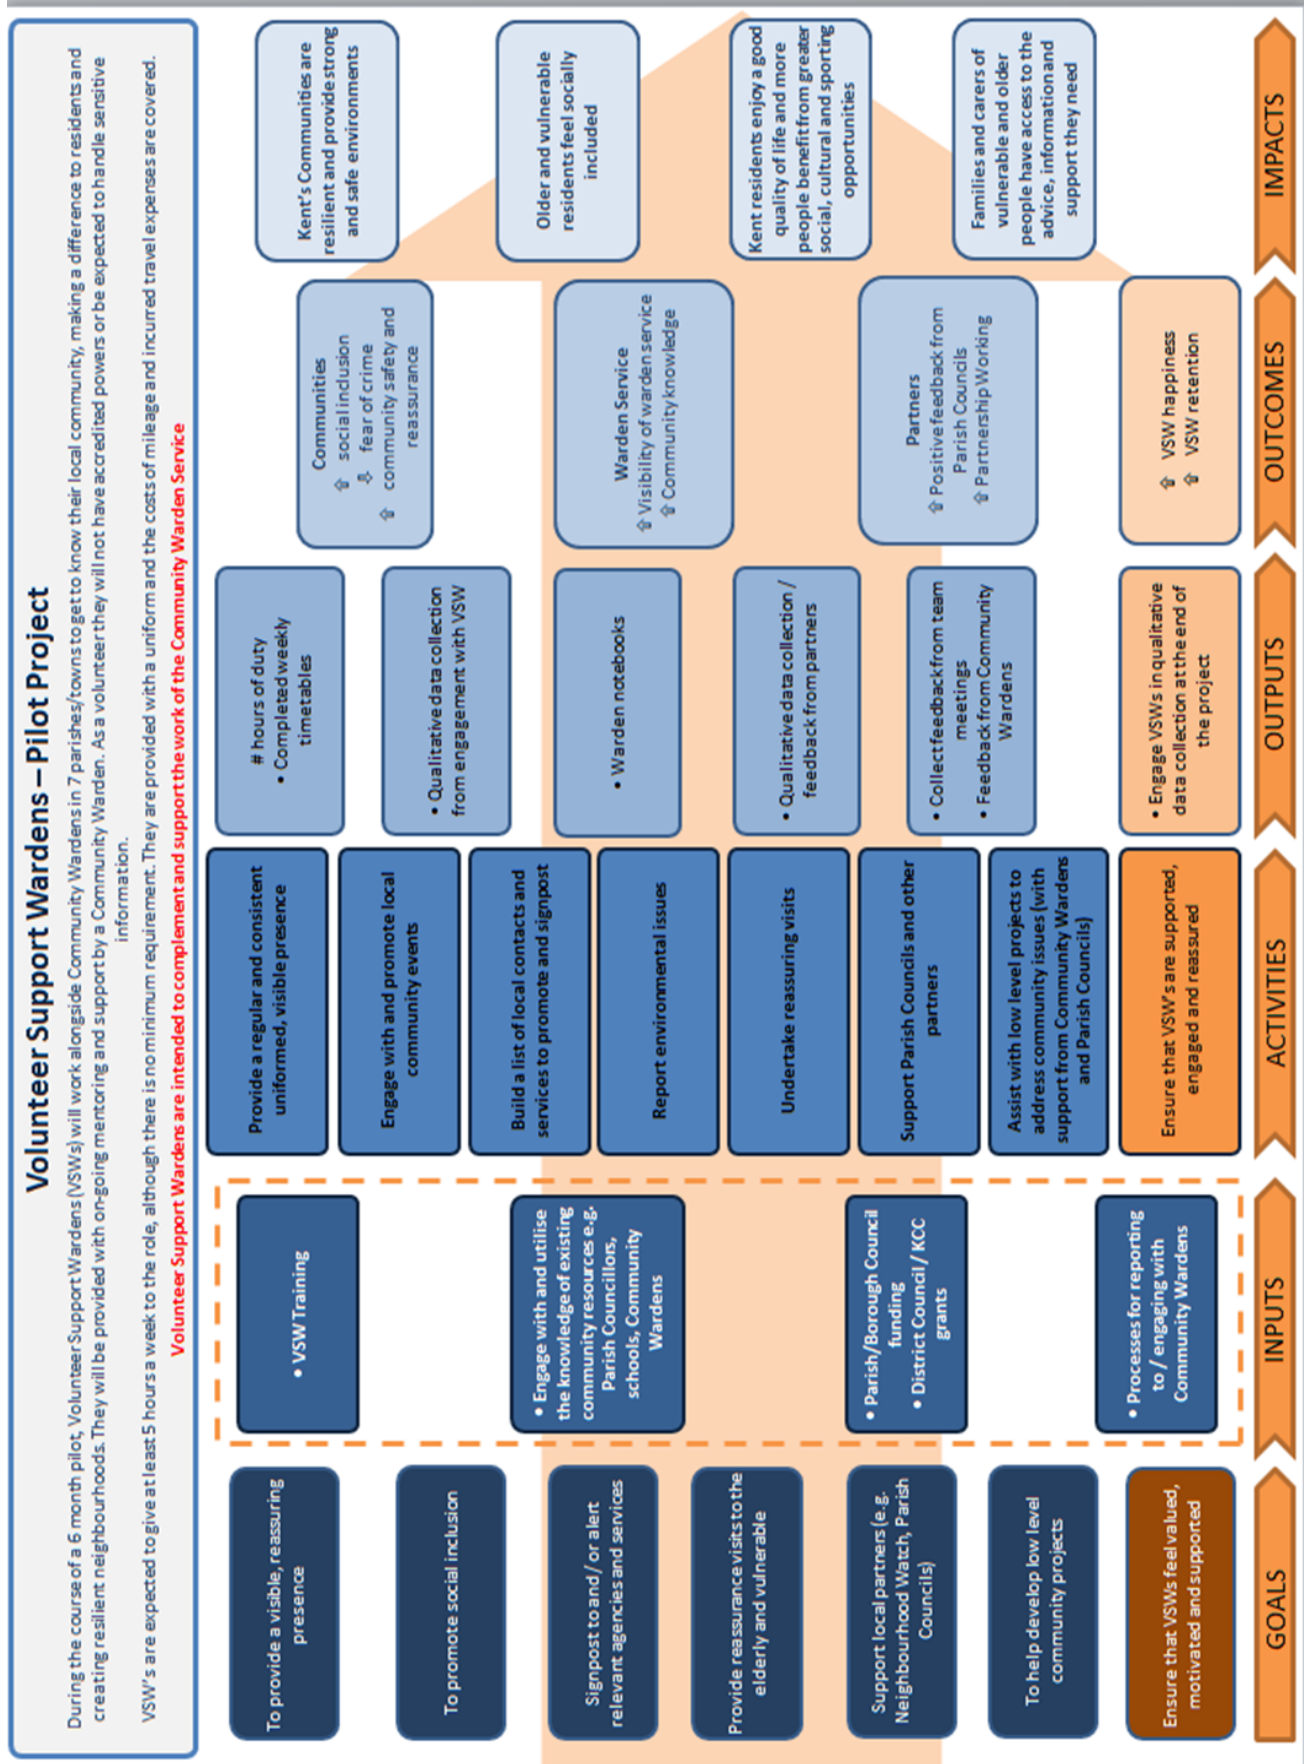 Volunteer Support Wardens – Pilot Project
During the course of a 6 month pilot, Volunteer Support Wardens (VSWs) will work alongside Community Wardens in 7 parishes/towns to get to know their local community, making a difference to residents and
creating resilient neighbourhoods. They will be provided with on-going mentoring and support by a Community Warden. As a volunteer they will not have accredited powers or be expected to handle sensitive
information.
VSW's are expected to give at least 5 hours a week to the role, although there is no minimum requirement. They are provided with a uniform and the costs of mileage and incurred travel expenses are covered.
Volunteer Support Wardens are intended to complement and support the work of the Community Warden Service
To provide a visible, reassuring
presence
To promote social inclusion
Signpost to and / or alert
relevant agencies and services
Provide reassurance visits to the
elderly and vulnerable
Support local partners (e.g.
Neighbourhood Watch, Parish
Councils)
To help develop low level
community projects
Ensure that VSWs feel valued,
motivated and supported
GOALS
• VSW Training
• Engage with and utilise
the knowledge of existing
community resources e.g.
Parish Councillors,
schools, Community
Wardens
• Parish/Borough Council
funding
• District Council / KCC
grants
• Processes for reporting
to / engaging with
Community Wardens
INPUTS
Provide a regular and consistent
uniformed, visible presence
Engage with and promote local
community events
Build a list of local contacts and
services to promote and signpost
Report environmental issues
Undertake reassuring visits
Support Parish Councils and other
partners
Assist with low level projects to
address community issues (with
support from Community Wardens
and Parish Councils)
Ensure that VSW's are supported,
engaged and reassured
ACTIVITIES
# hours of duty
• Completed weekly
timetables
• Qualitative data collection
from engagement with VSW
• Warden notebooks
• Qualitative data collection /
feedback from partners
• Collect feedback from team
meetings
• Feedback from Community
Wardens
• Engage VSWs in qualitative
data collection at the end of
the project
OUTPUTS
Communities
⇧ social inclusion
⇩ fear of crime
⇧ community safety and
reassurance
Warden Service
⇧ Visibility of warden service
⇧ Community knowledge
Partners
⇧ Positive feedback from
Parish Councils
⇧ Partnership Working
⇧ VSW happiness
⇧ VSW retention
OUTCOMES
Kent's Communities are
resilient and provide strong
and safe environments
Older and vulnerable
residents feel socially
included
Kent residents enjoy a good
quality of life and more
people benefit from greater
social, cultural and sporting
opportunities
Families and carers of
vulnerable and older
people have access to the
advice, information and
support they need
IMPACTS